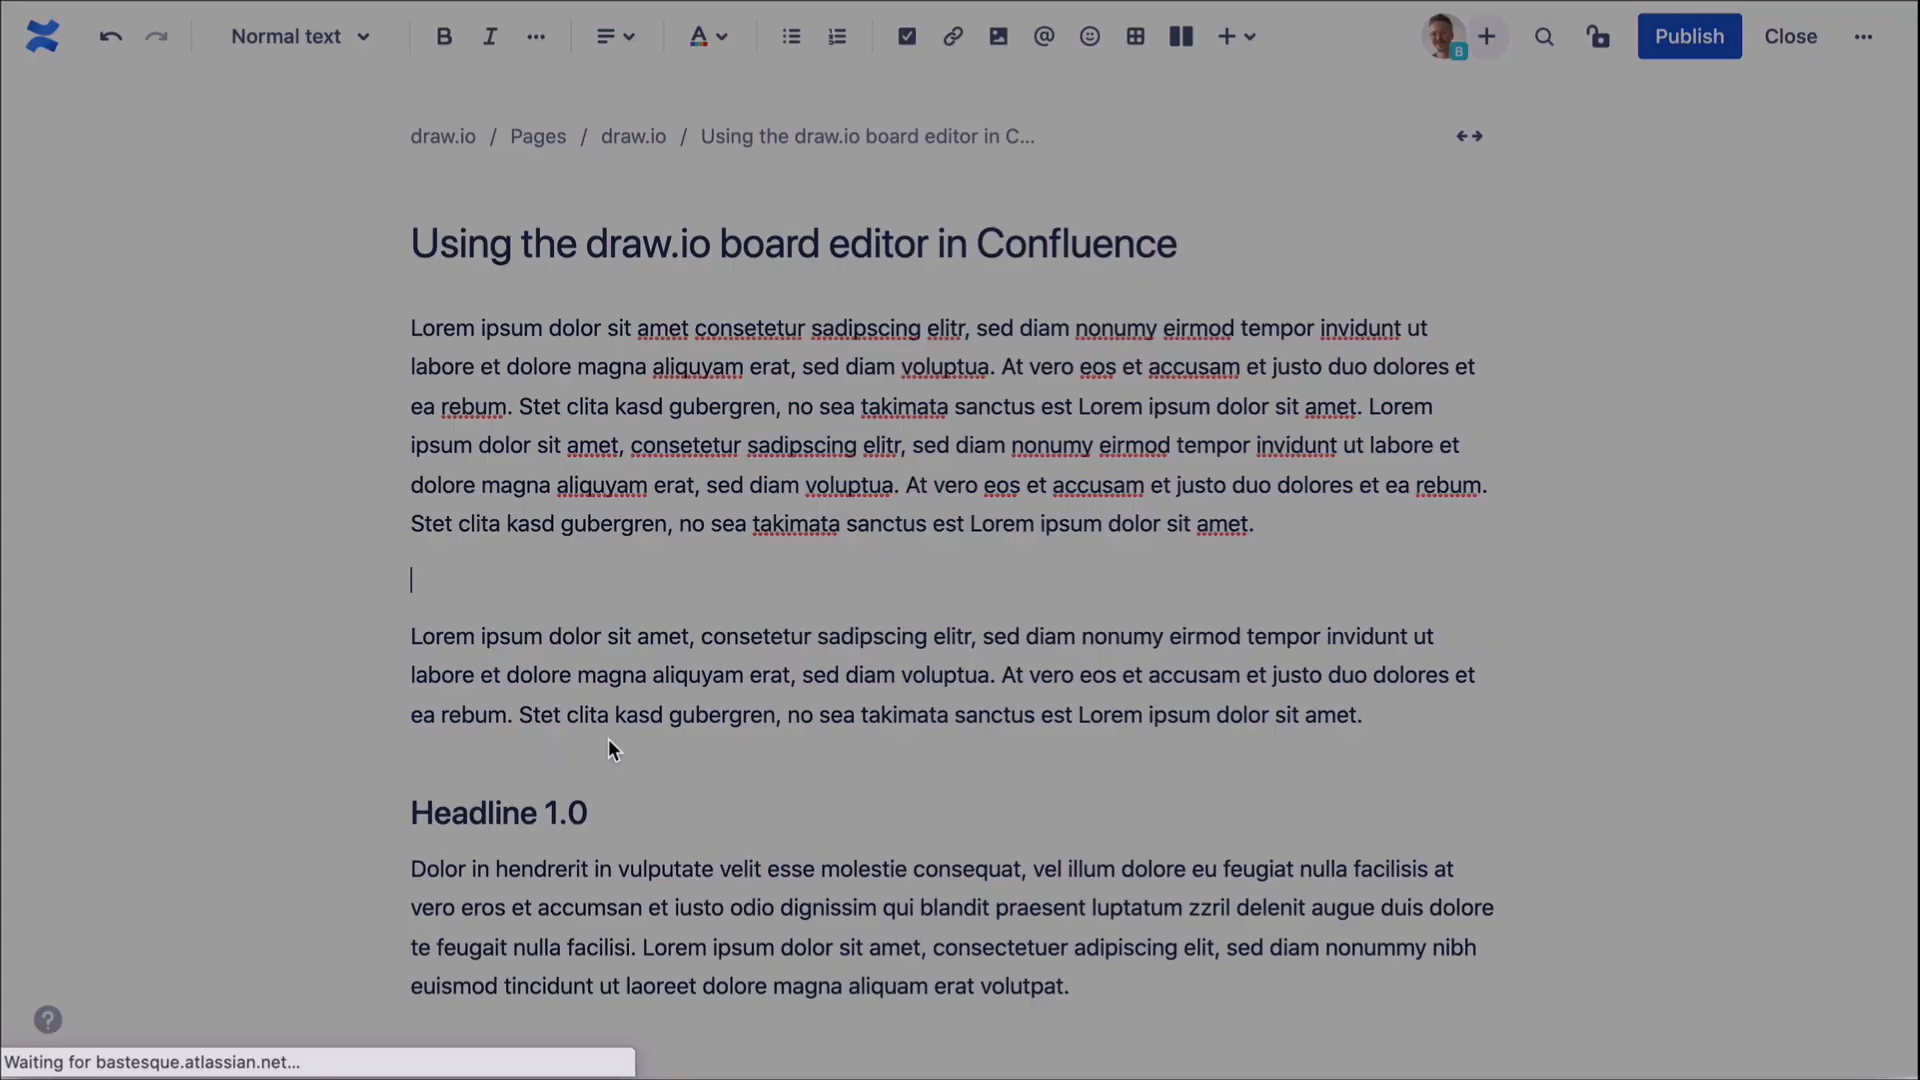 Normal text
B I A
B
Publish Close
draw.io / Pages / draw.io / Using the draw.io board editor in C...
Using the draw.io board editor in Confluence
Lorem ipsum dolor sit amet consetetur sadipscing elitr, sed diam nonumy eirmod tempor invidunt ut
labore et dolore magna aliquyam erat, sed diam voluptua. At vero eos et accusam et justo duo dolores et
ea rebum. Stet clita kasd gubergren, no sea takimata sanctus est Lorem ipsum dolor sit amet. Lorem
ipsum dolor sit amet, consetetur sadipscing elitr, sed diam nonumy eirmod tempor invidunt ut labore et
dolore magna aliquyam erat, sed diam voluptua. At vero eos et accusam et justo duo dolores et ea rebum.
Stet clita kasd gubergren, no sea takimata sanctus est Lorem ipsum dolor sit amet.
Lorem ipsum dolor sit amet, consetetur sadipscing elitr, sed diam nonumy eirmod tempor invidunt ut
labore et dolore magna aliquyam erat, sed diam voluptua. At vero eos et accusam et justo duo dolores et
ea rebum. Stet clita kasd gubergren, no sea takimata sanctus est Lorem ipsum dolor sit amet.
Headline 1.0
Dolor in hendrerit in vulputate velit esse molestie consequat, vel illum dolore eu feugiat nulla facilisis at
vero eros et accumsan et iusto odio dignissim qui blandit praesent luptatum zzril delenit augue duis dolore
te feugait nulla facilisi. Lorem ipsum dolor sit amet, consectetuer adipiscing elit, sed diam nonummy nibh
euismod tincidunt ut laoreet dolore magna aliquam erat volutpat.
?
Waiting for bastesque.atlassian.net...